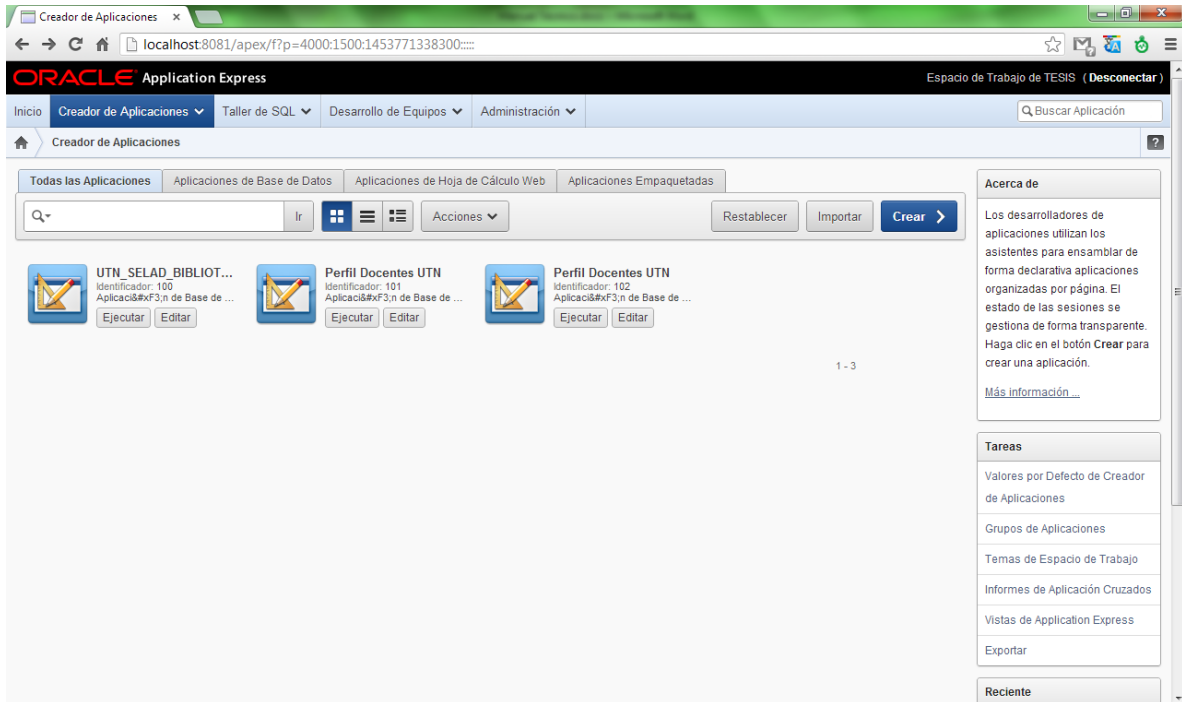 Creador de Aplicaciones
localhost:8081/apex/f?p=4000:1500:1453771338300:::::
ORACLE Application Express
Espacio de Trabajo de TESIS ( Desconectar )
Inicio Creador de Aplicaciones Taller de SQL Desarrollo de Equipos Administración
Buscar Aplicación
Creador de Aplicaciones
?
Todas las Aplicaciones Aplicaciones de Base de Datos Aplicaciones de Hoja de Cálculo Web Aplicaciones Empaquetadas
Ir Acciones Restablecer Importar Crear
UTN_SELAD_BIBLIOT...
Identificador: 100
Aplicaci&#xF3;n de Base de ...
Ejecutar Editar
Perfil Docentes UTN
Identificador: 101
Aplicaci&#xF3;n de Base de ...
Ejecutar Editar
Perfil Docentes UTN
Identificador: 102
Aplicaci&#xF3;n de Base de ...
Ejecutar Editar
1 - 3
Acerca de
Los desarrolladores de
aplicaciones utilizan los
asistentes para ensamblar de
forma declarativa aplicaciones
organizadas por página. El
estado de las sesiones se
gestiona de forma transparente.
Haga clic en el botón Crear para
crear una aplicación.
Más información ...
Tareas
Valores por Defecto de Creador
de Aplicaciones
Grupos de Aplicaciones
Temas de Espacio de Trabajo
Informes de Aplicación Cruzados
Vistas de Application Express
Exportar
Reciente